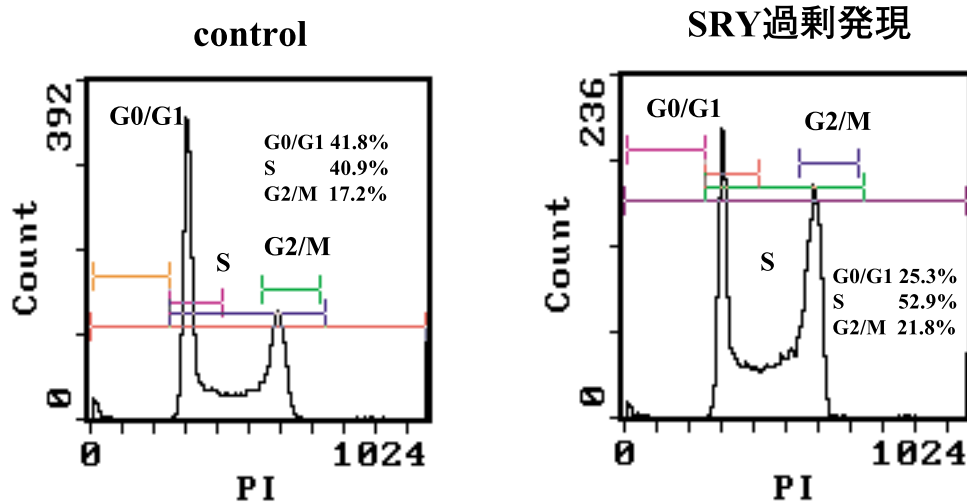 control
392
G0/G1
G0/G1 41.8%
S 40.9%
G2/M 17.2%
S
G2/M
Count
0
0
1024
PI
SRY過剰発現
236
G0/G1
G2/M
S
G0/G1 25.3%
S 52.9%
G2/M 21.8%
Count
0
0
1024
PI